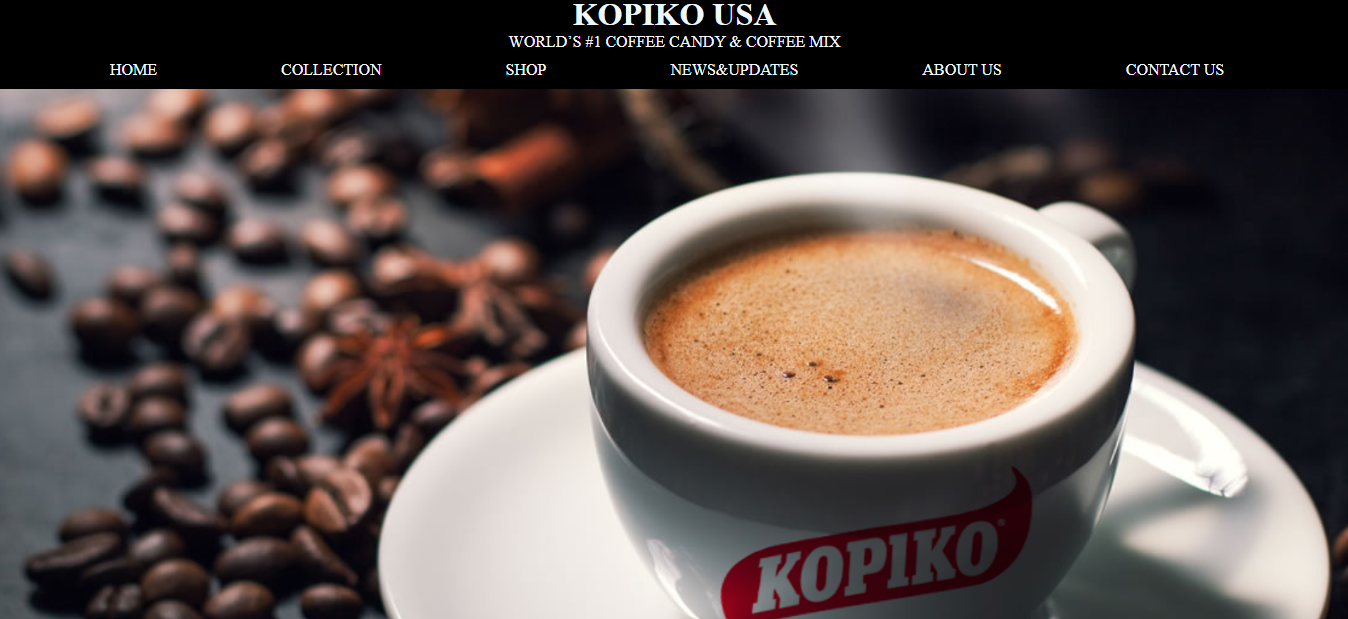 KOPIKO USA
WORLD’S #1 COFFEE CANDY & COFFEE MIX
HOME COLLECTION SHOP NEWS&UPDATES ABOUT US CONTACT US
KOPIKO®